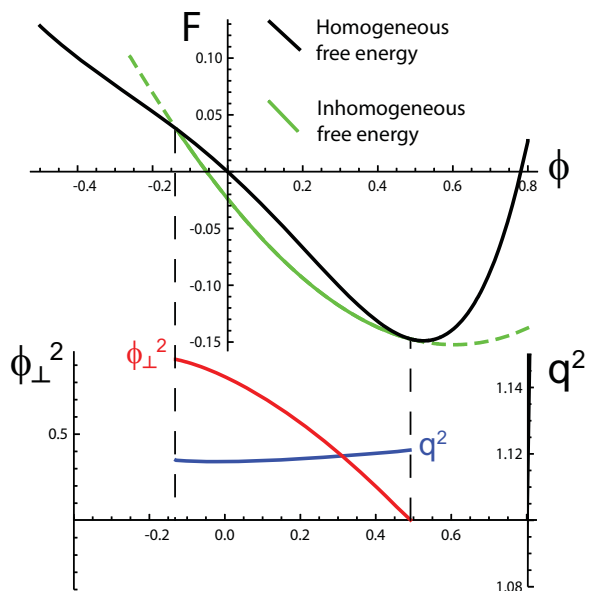 F
Homogeneous
free energy
Inhomogeneous
free energy
0.10
0.05
-0.4 -0.2 0.2 0.4 0.6 0.8 ϕ
-0.05
-0.10
-0.15
ϕ⊥² ϕ⊥² q²
1.14
0.5
q² 1.12
-0.2 0.0 0.2 0.4 0.6 0.8
1.08